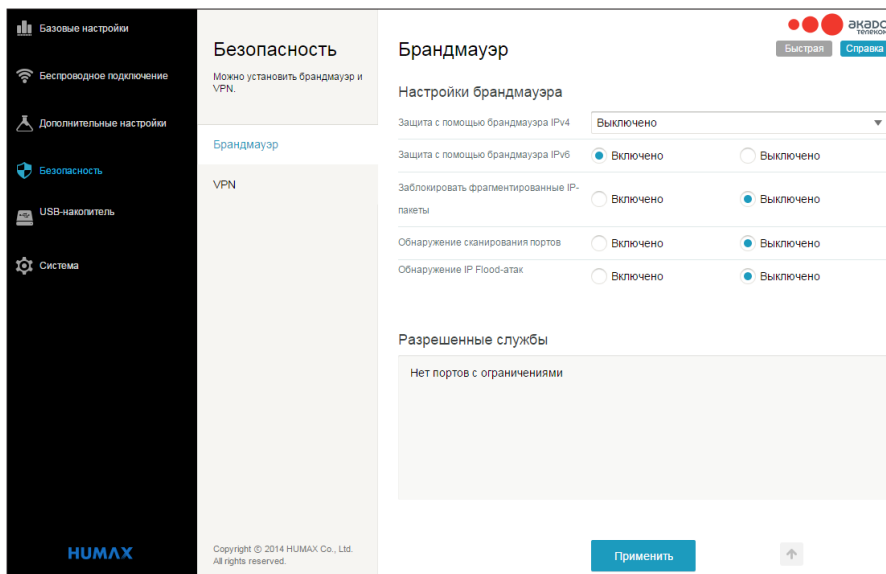 Базовые настройки
Беспроводное подключение
Дополнительные настройки
Безопасность
USB-накопитель
Система
HUMAX
Безопасность
Можно установить брандмауэр и
VPN.
Брандмауэр
VPN
Copyright © 2014 HUMAX Co., Ltd.
All rights reserved.
акадо
телеком
Быстрая
Справка
Брандмауэр
Настройки брандмауэра
Защита с помощью брандмауэра IPv4
Выключено
Защита с помощью брандмауэра IPv6
Включено
Выключено
Заблокировать фрагментированные IP-
пакеты
Включено
Выключено
Обнаружение сканирования портов
Включено
Выключено
Обнаружение IP Flood-атак
Включено
Выключено
Разрешенные службы
Нет портов с ограничениями
Применить